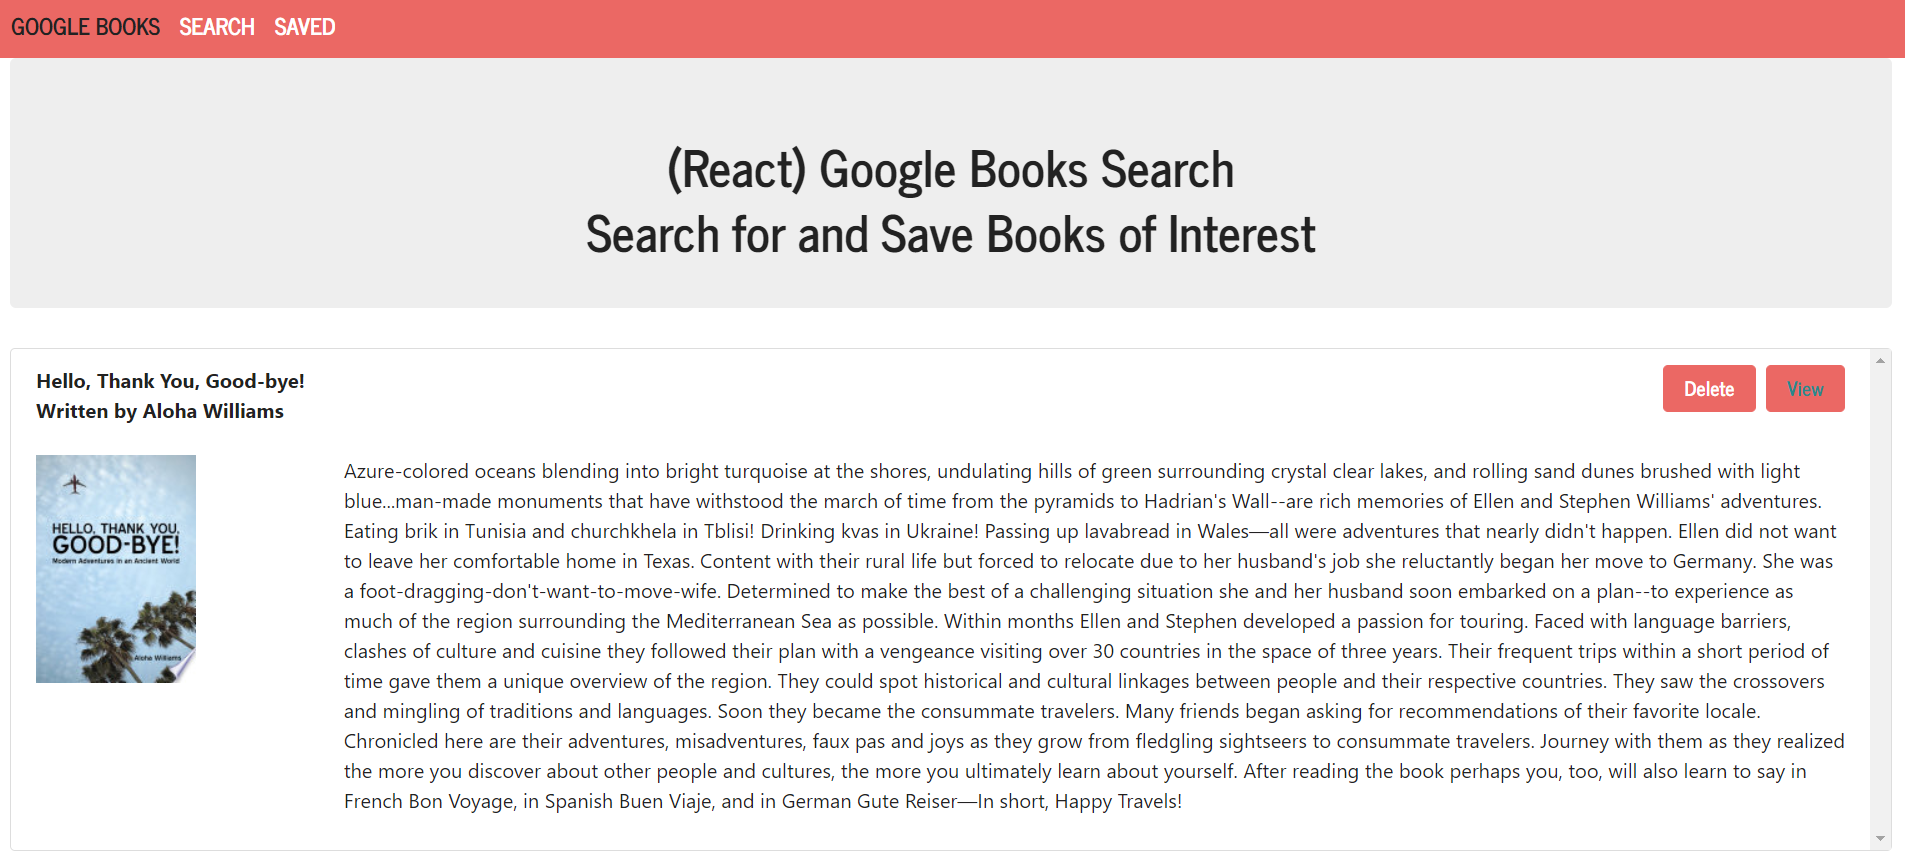 GOOGLE BOOKS SEARCH SAVED
(React) Google Books Search
Search for and Save Books of Interest
Hello, Thank You, Good-bye!
Written by Aloha Williams
Delete View
HELLO, THANK YOU,
GOOD-BYE!
Modern Adventures in an Ancient World
Aloha Williams
Azure-colored oceans blending into bright turquoise at the shores, undulating hills of green surrounding crystal clear lakes, and rolling sand dunes brushed with light
blue...man-made monuments that have withstood the march of time from the pyramids to Hadrian's Wall--are rich memories of Ellen and Stephen Williams' adventures.
Eating brik in Tunisia and churchkhela in Tblisi! Drinking kvas in Ukraine! Passing up lavabread in Wales—all were adventures that nearly didn't happen. Ellen did not want
to leave her comfortable home in Texas. Content with their rural life but forced to relocate due to her husband's job she reluctantly began her move to Germany. She was
a foot-dragging-don't-want-to-move-wife. Determined to make the best of a challenging situation she and her husband soon embarked on a plan--to experience as
much of the region surrounding the Mediterranean Sea as possible. Within months Ellen and Stephen developed a passion for touring. Faced with language barriers,
clashes of culture and cuisine they followed their plan with a vengeance visiting over 30 countries in the space of three years. Their frequent trips within a short period of
time gave them a unique overview of the region. They could spot historical and cultural linkages between people and their respective countries. They saw the crossovers
and mingling of traditions and languages. Soon they became the consummate travelers. Many friends began asking for recommendations of their favorite locale.
Chronicled here are their adventures, misadventures, faux pas and joys as they grow from fledgling sightseers to consummate travelers. Journey with them as they realized
the more you discover about other people and cultures, the more you ultimately learn about yourself. After reading the book perhaps you, too, will also learn to say in
French Bon Voyage, in Spanish Buen Viaje, and in German Gute Reiser—In short, Happy Travels!